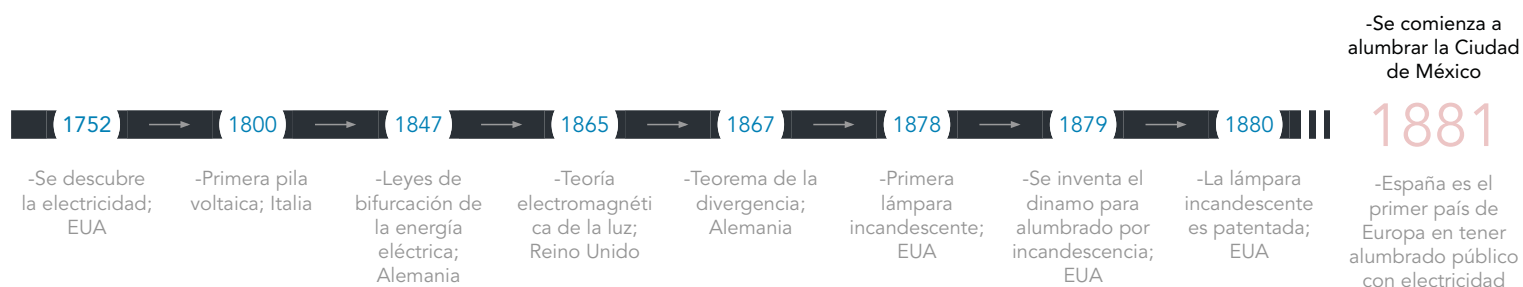 -Se comienza a
alumbrar la Ciudad
de México
1752
1800
1847
1865
1867
1878
1879
1880
1881
-Se descubre
la electricidad;
EUA
-Primera pila
voltaica; Italia
-Leyes de
bifurcación de
la energía
eléctrica;
Alemania
-Teoría
electromagnéti
ca de la luz;
Reino Unido
-Teorema de la
divergencia;
Alemania
-Primera
lámpara
incandescente;
EUA
-Se inventa el
dinamo para
alumbrado por
incandescencia;
EUA
-La lámpara
incandescente
es patentada;
EUA
-España es el
primer país de
Europa en tener
alumbrado público
con electricidad